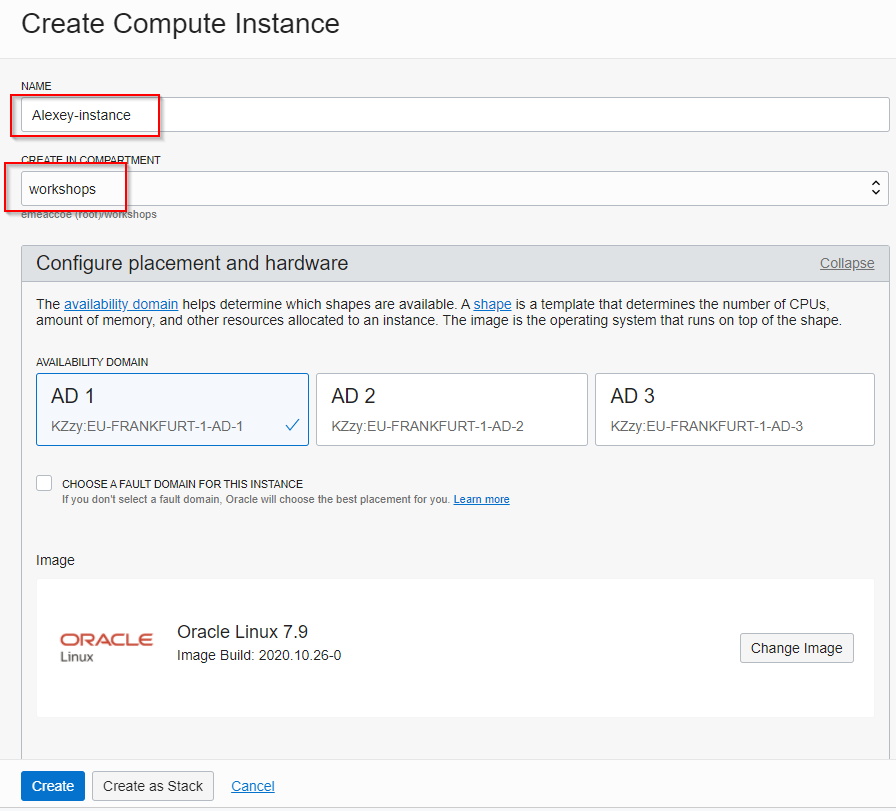 Create Compute Instance
NAME
Alexey-instance
CREATE IN COMPARTMENT
workshops
emeaccoe (root)/workshops
Configure placement and hardware
Collapse
The availability domain helps determine which shapes are available. A shape is a template that determines the number of CPUs,
amount of memory, and other resources allocated to an instance. The image is the operating system that runs on top of the shape.
AVAILABILITY DOMAIN
AD 1
KZzy:EU-FRANKFURT-1-AD-1
AD 2
KZzy:EU-FRANKFURT-1-AD-2
AD 3
KZzy:EU-FRANKFURT-1-AD-3
CHOOSE A FAULT DOMAIN FOR THIS INSTANCE
If you don't select a fault domain, Oracle will choose the best placement for you. Learn more
Image
ORACLE
Linux
Oracle Linux 7.9
Image Build: 2020.10.26-0
Change Image
Create
Create as Stack
Cancel